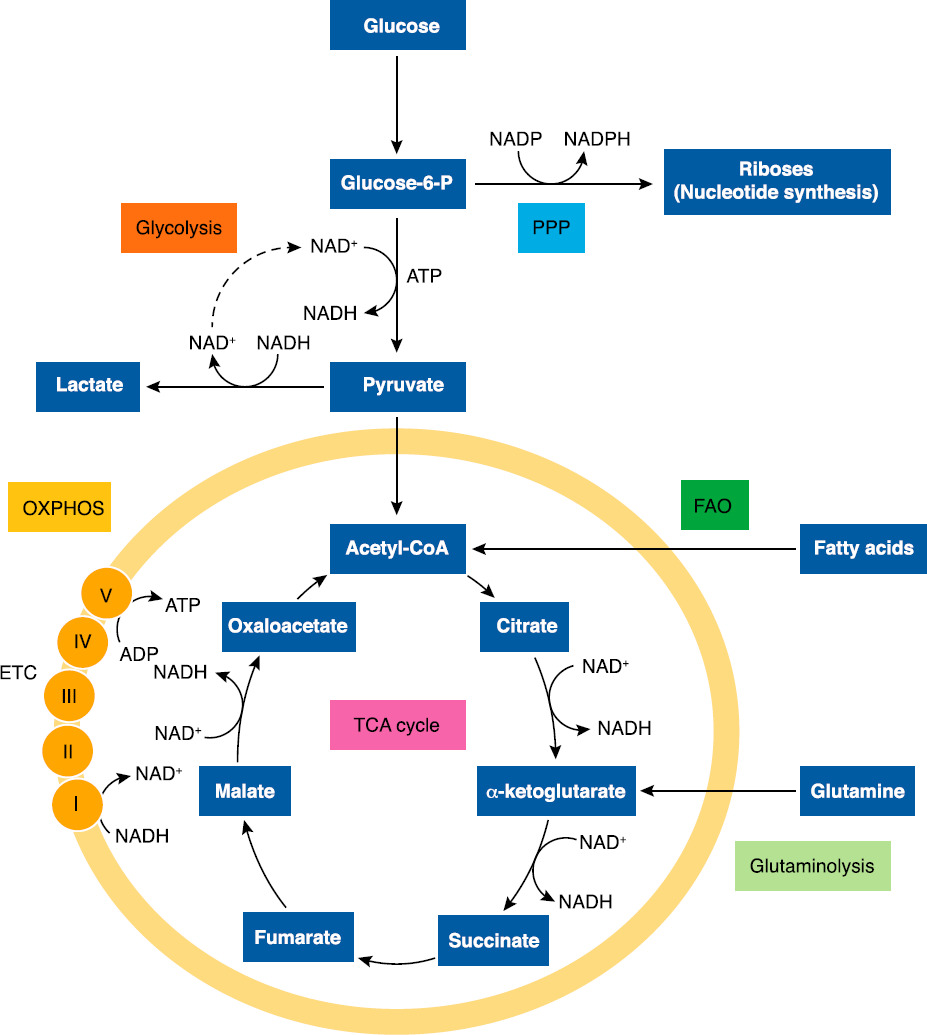 Glucose
NADP
NADPH
Glucose-6-P
Riboses
(Nucleotide synthesis)
Glycolysis
PPP
NAD⁺
ATP
NADH
NAD⁺
NADH
Lactate
Pyruvate
OXPHOS
FAO
Acetyl-CoA
Fatty acids
V
ATP
Oxaloacetate
Citrate
IV
ADP
ETC
NADH
NAD⁺
III
TCA cycle
NAD⁺
NADH
II
NAD⁺
I
Malate
α-ketoglutarate
Glutamine
NADH
NAD⁺
Glutaminolysis
NADH
Fumarate
Succinate